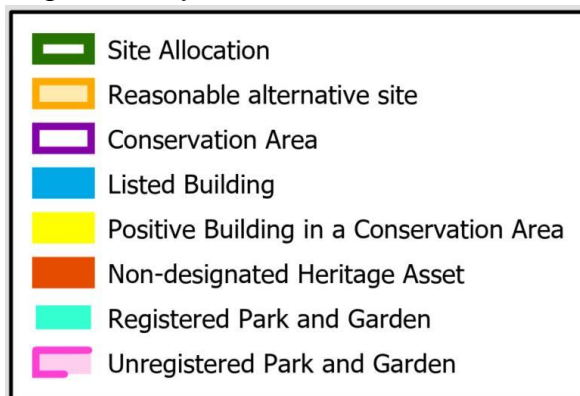 Site Allocation
Reasonable alternative site
Conservation Area
Listed Building
Positive Building in a Conservation Area
Non-designated Heritage Asset
Registered Park and Garden
Unregistered Park and Garden